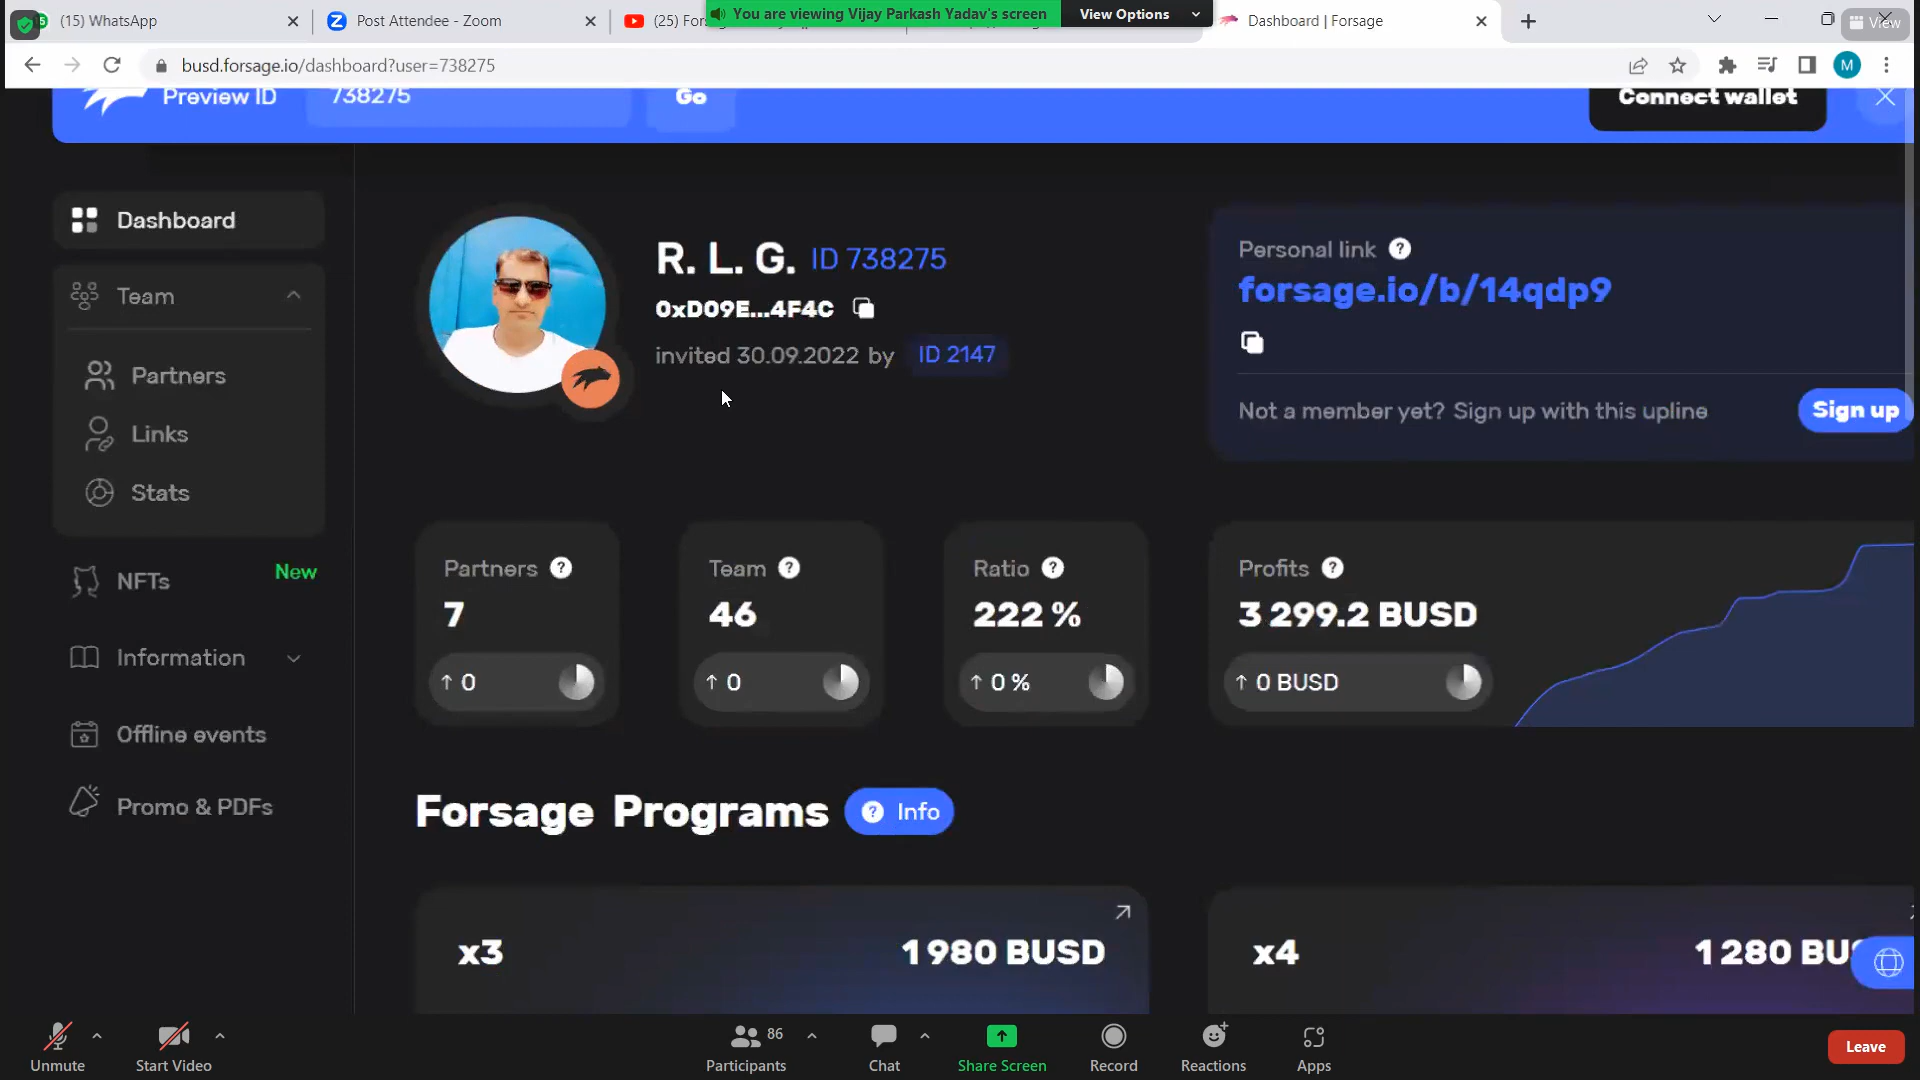 (15) WhatsApp
Post Attendee - Zoom
(25) Fors
You are viewing Vijay Parkash Yadav's screen
View Options
Dashboard | Forsage
View
busd.forsage.io/dashboard?user=738275
M
Preview ID
738275
Go
Connect wallet
Dashboard
Team
Partners
Links
Stats
NFTs
New
Information
Offline events
Promo & PDFs
R. L. G. ID 738275
0xD09E...4F4C
invited 30.09.2022 by ID 2147
Personal link ?
forsage.io/b/14qdp9
Not a member yet? Sign up with this upline
Sign up
Partners ?
7
↑ 0
Team ?
46
↑ 0
Ratio ?
222 %
↑ 0 %
Profits ?
3 299.2 BUSD
↑ 0 BUSD
Forsage Programs
? Info
x3
1 980 BUSD
x4
1 280 BU
Unmute
Start Video
86
Participants
Chat
Share Screen
Record
Reactions
Apps
Leave